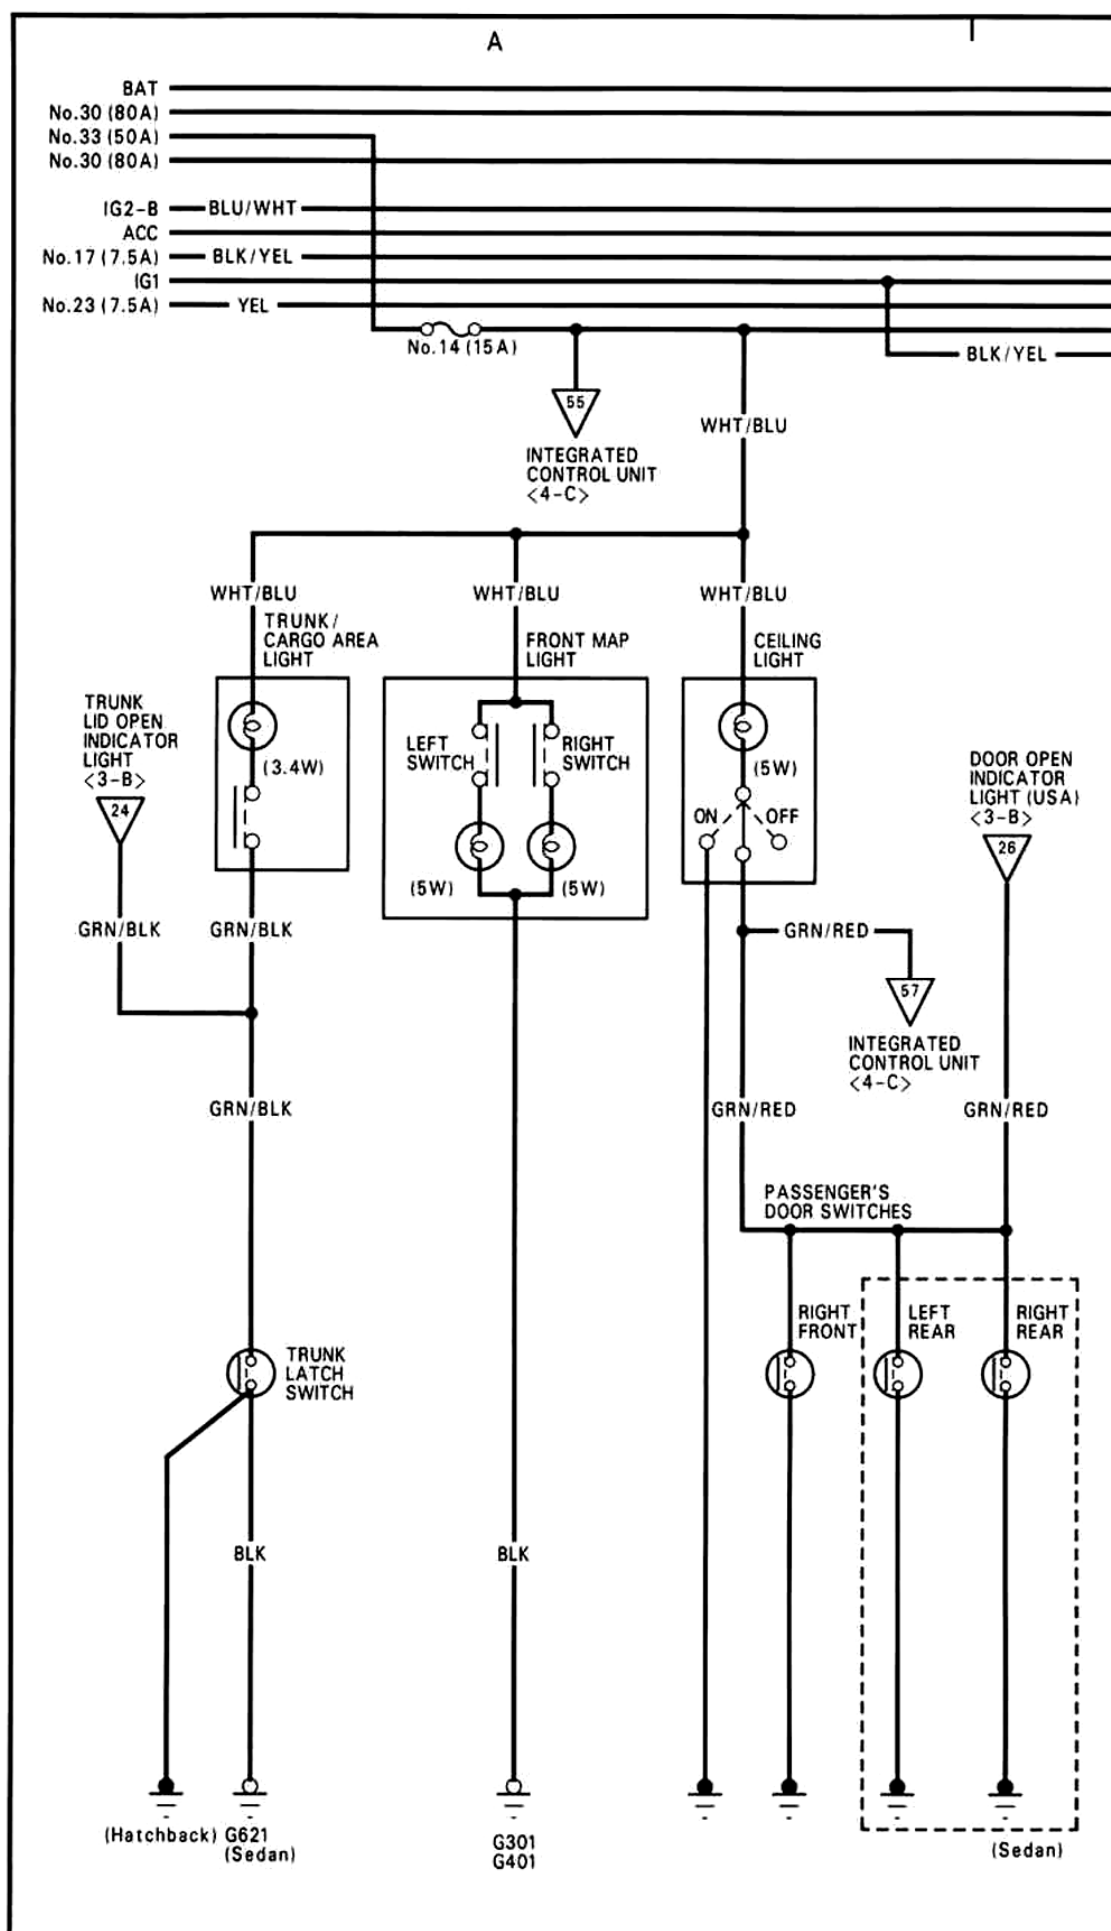 A
BAT
No.30 (80A)
No.33 (50A)
No.30 (80A)
IG2-B BLU/WHT
ACC
No.17 (7.5A) BLK/YEL
IG1
No.23 (7.5A) YEL
No.14 (15A)
BLK/YEL
55
WHT/BLU
INTEGRATED
CONTROL UNIT
<4-C>
WHT/BLU
WHT/BLU
WHT/BLU
TRUNK/
CARGO AREA
LIGHT
FRONT MAP
LIGHT
CEILING
LIGHT
TRUNK
LID OPEN
INDICATOR
LIGHT
<3-B>
24
(3.4W)
LEFT
SWITCH
RIGHT
SWITCH
(5W)
(5W)
(5W)
ON
OFF
DOOR OPEN
INDICATOR
LIGHT (USA)
<3-B>
26
GRN/BLK
GRN/BLK
GRN/RED
57
INTEGRATED
CONTROL UNIT
<4-C>
GRN/BLK
GRN/RED
GRN/RED
PASSENGER'S
DOOR SWITCHES
RIGHT
FRONT
LEFT
REAR
RIGHT
REAR
TRUNK
LATCH
SWITCH
BLK
BLK
(Hatchback)
G621
(Sedan)
G301
G401
(Sedan)